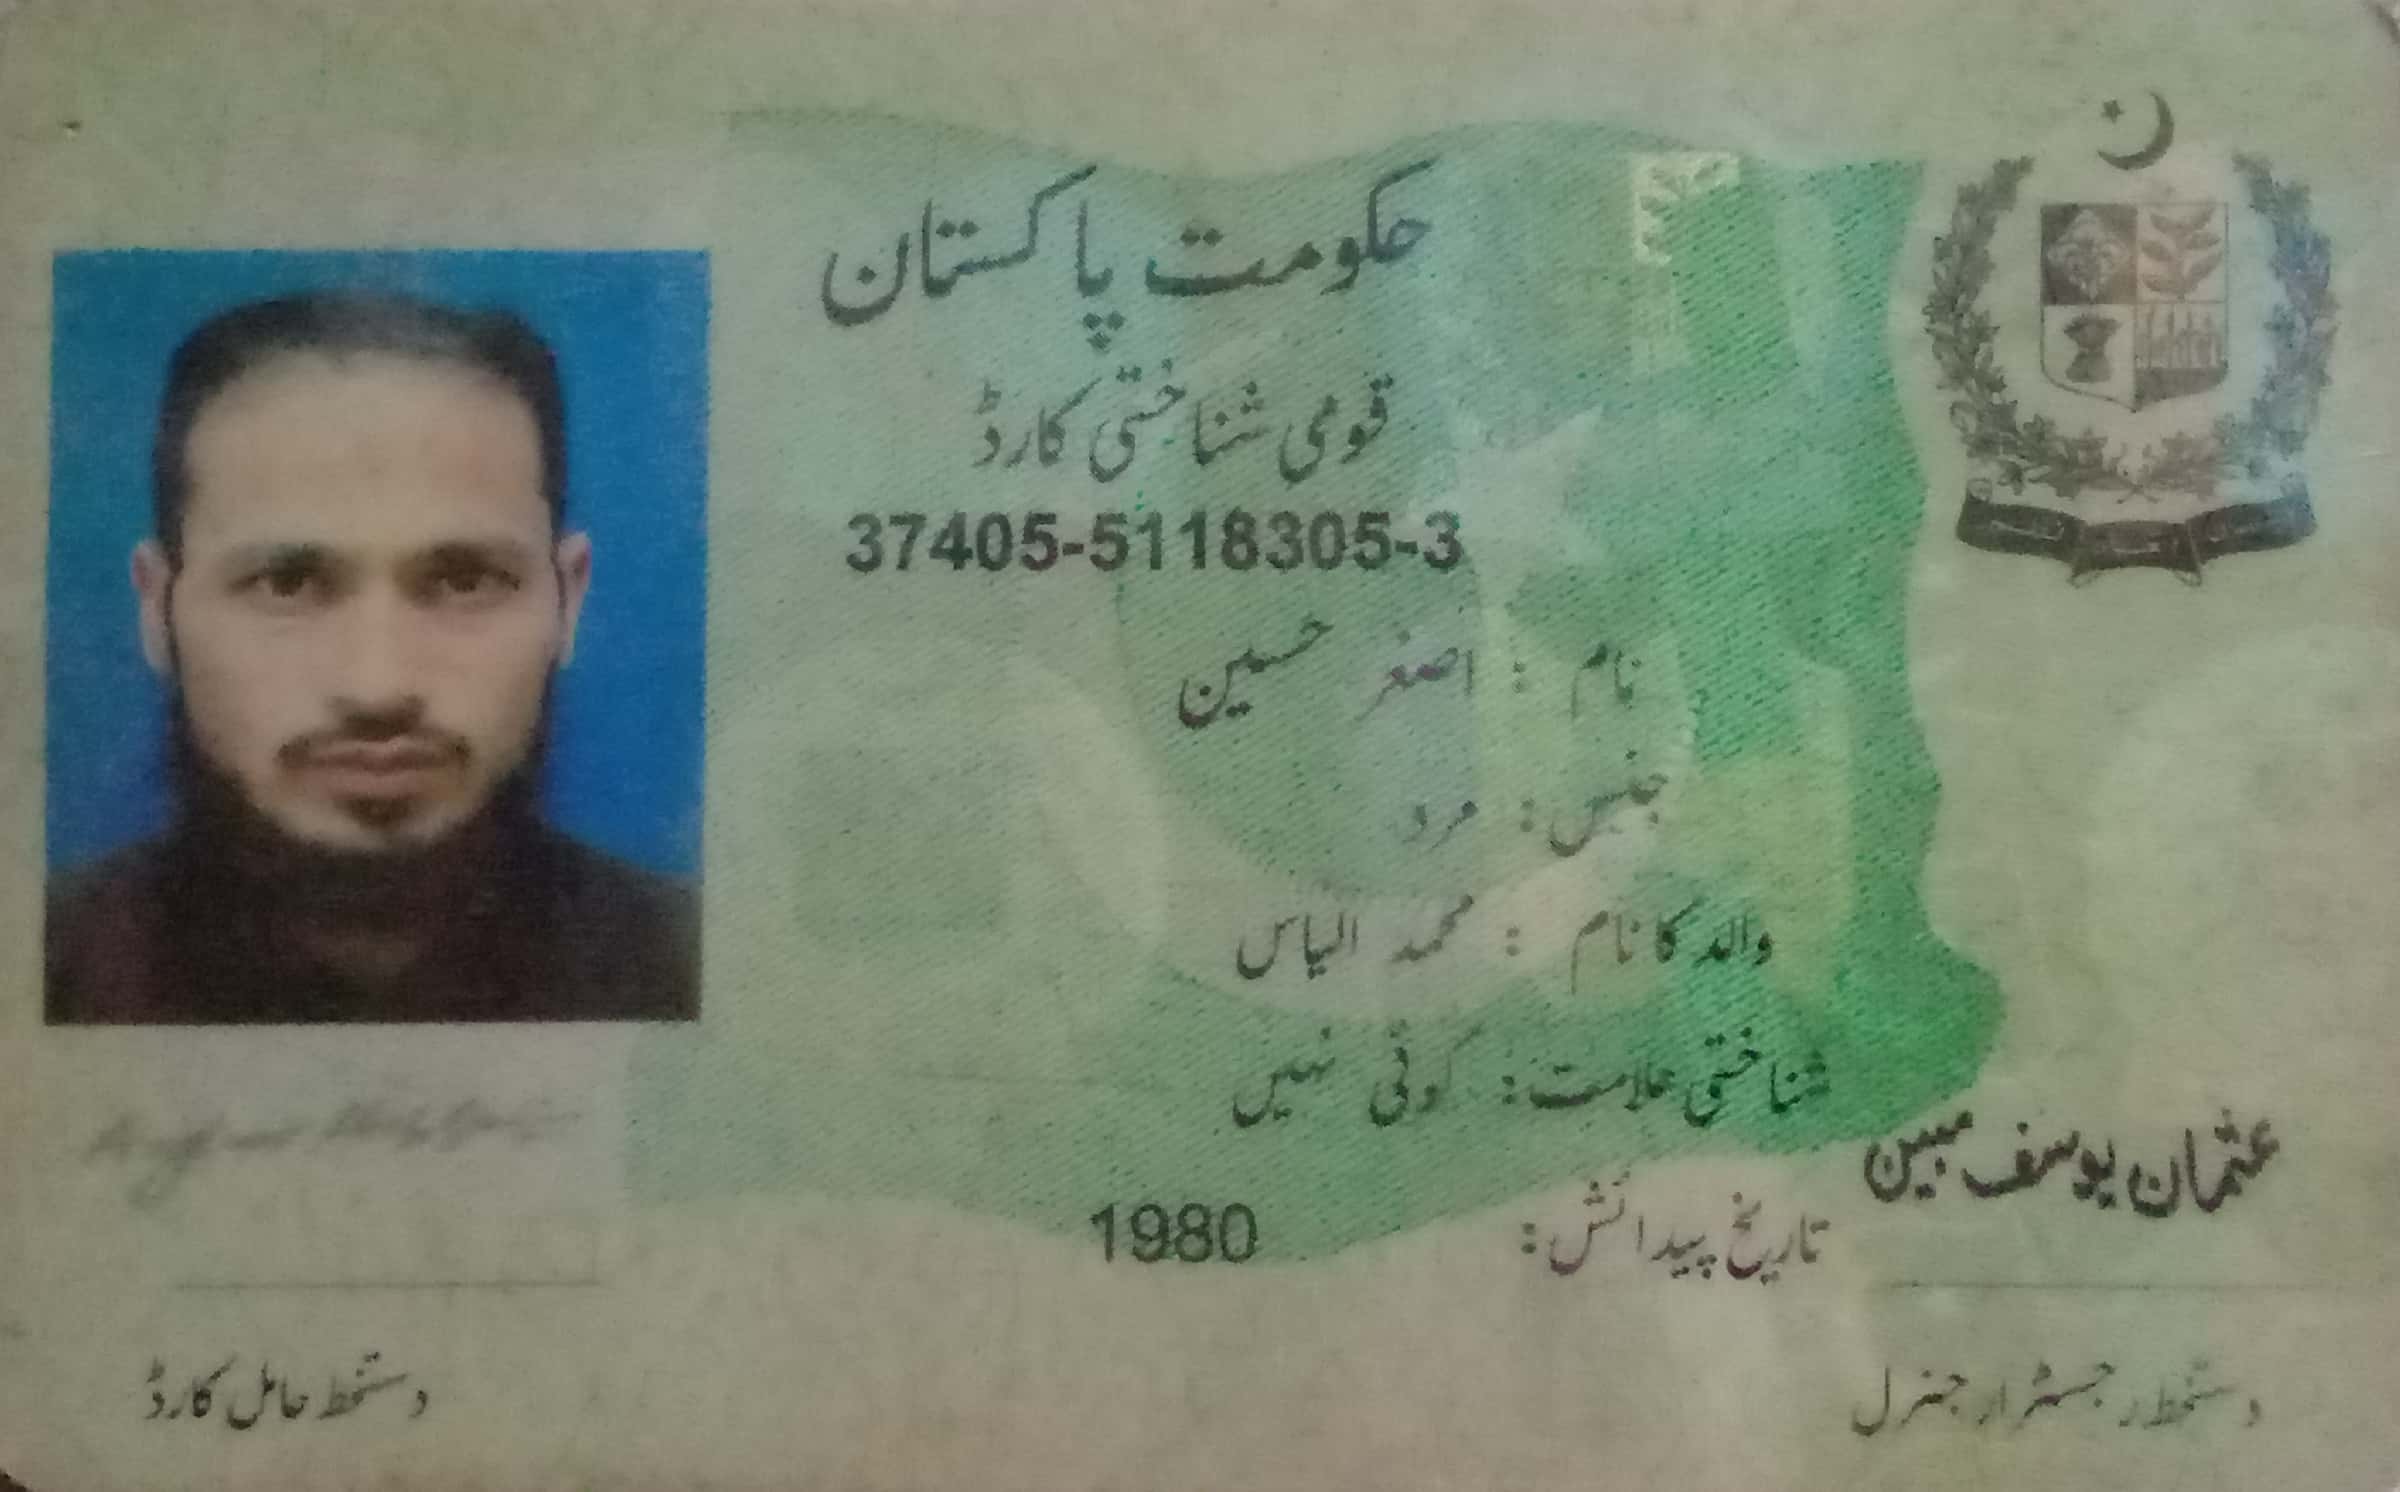 حکومت پاکستان
قومی شناختی کارڈ
37405-5118305-3
نام : اصغر حسین
جنس : مرد
والد کا نام : محمد الیاس
شناختی علامت : کوئی نہیں
تاریخ پیدائش : 1980
عثمان یوسف مبین
دستخط رجسٹرار جنرل
دستخط حامل کارڈ